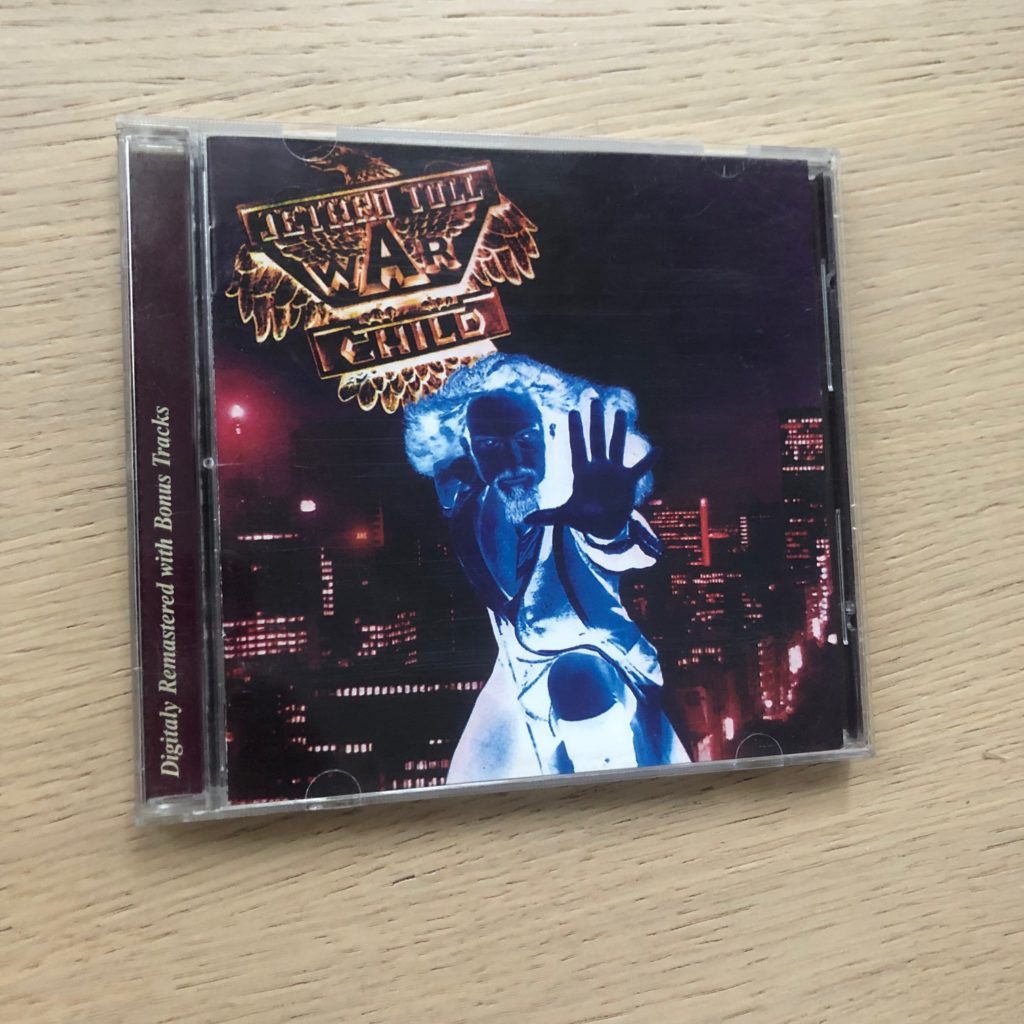 JETHRO TULL
WAR
CHILD
Digitaly Remastered with Bonus Tracks